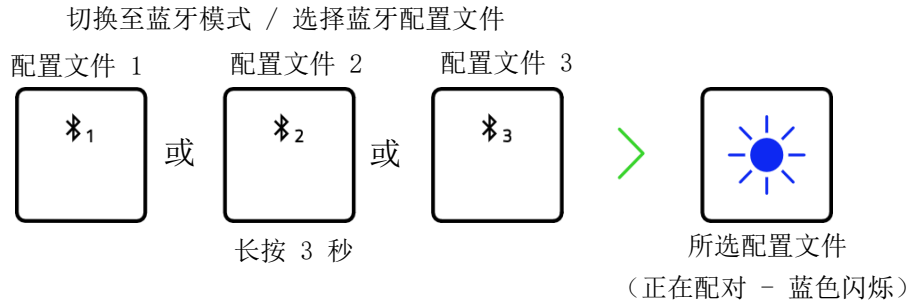 切换至蓝牙模式 / 选择蓝牙配置文件
配置文件 1 配置文件 2 配置文件 3
1 或 2 或 3
长按 3 秒
所选配置文件
（正在配对 - 蓝色闪烁）